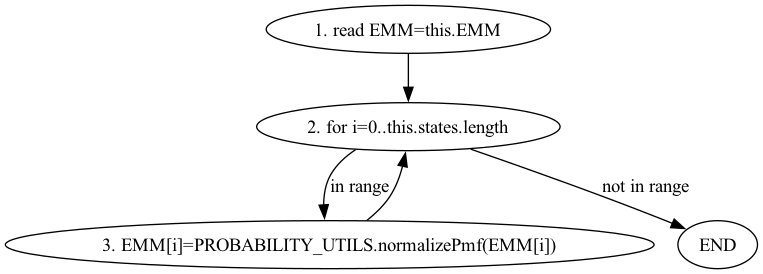 1. read EMM=this.EMM
2. for i=0..this.states.length
in range
not in range
3. EMM[i]=PROBABILITY_UTILS.normalizePmf(EMM[i])
END